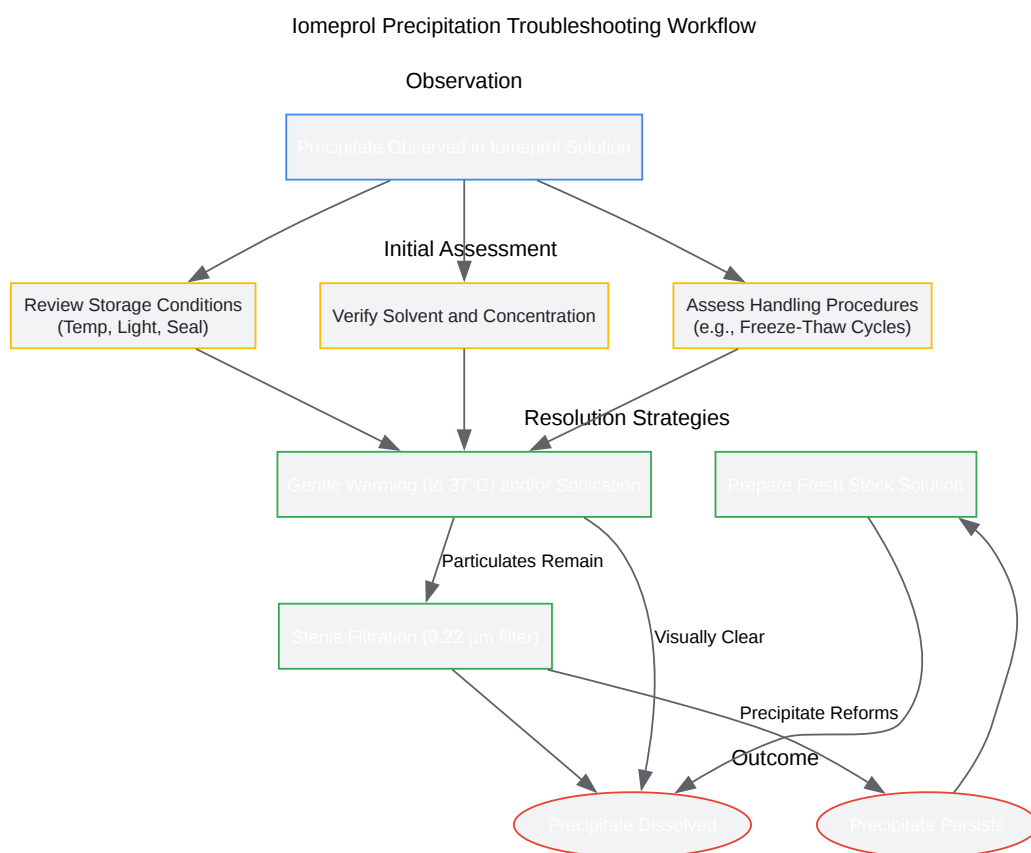 Iomeprol Precipitation Troubleshooting Workflow
Observation
Precipitate Observed in Iomeprol Solution
Initial Assessment
Review Storage Conditions
(Temp, Light, Seal)
Verify Solvent and Concentration
Assess Handling Procedures
(e.g., Freeze-Thaw Cycles)
Resolution Strategies
Gentle Warming (to 37°C) and/or Sonication
Prepare Fresh Stock Solution
Particulates Remain
Sterile Filtration (0.22 µm filter)
Visually Clear
Precipitate Reforms
Outcome
Precipitate Dissolved
Precipitate Persists